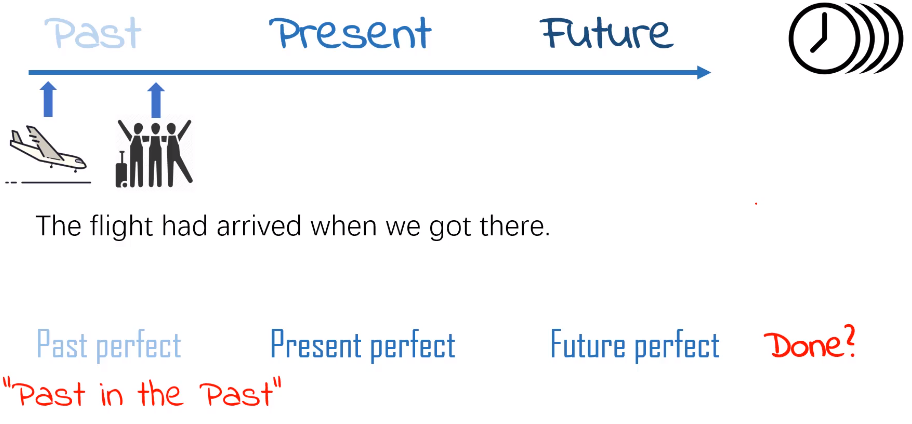 Past Present Future
The flight had arrived when we got there.
Past perfect Present perfect Future perfect Done?
"Past in the Past"